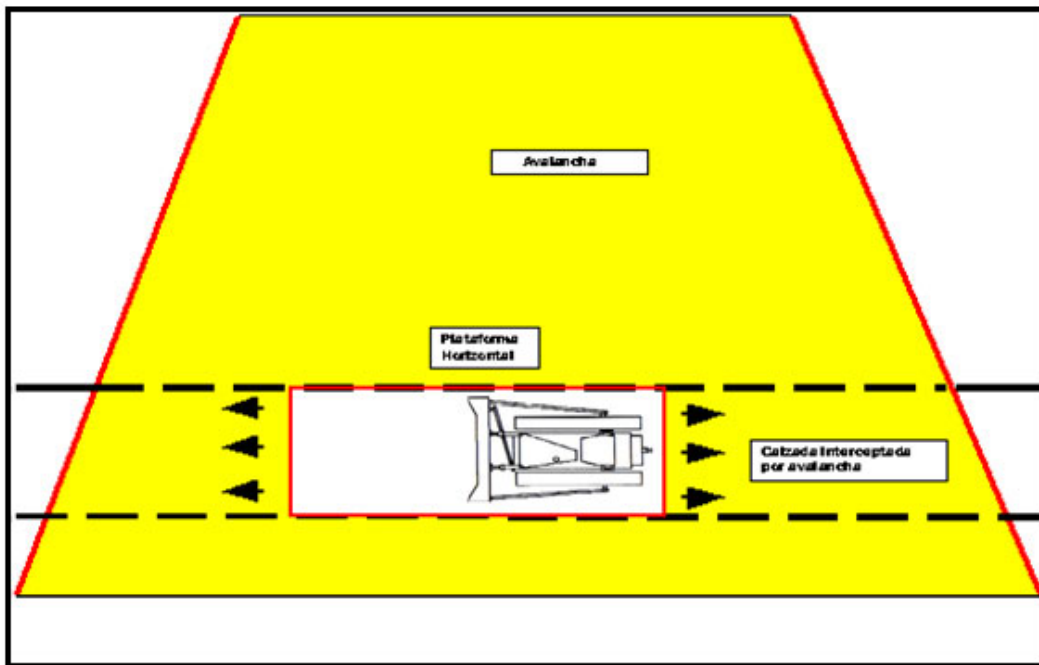 Avalancha
Plataforma
Horizontal
Calzada interceptada
por avalancha